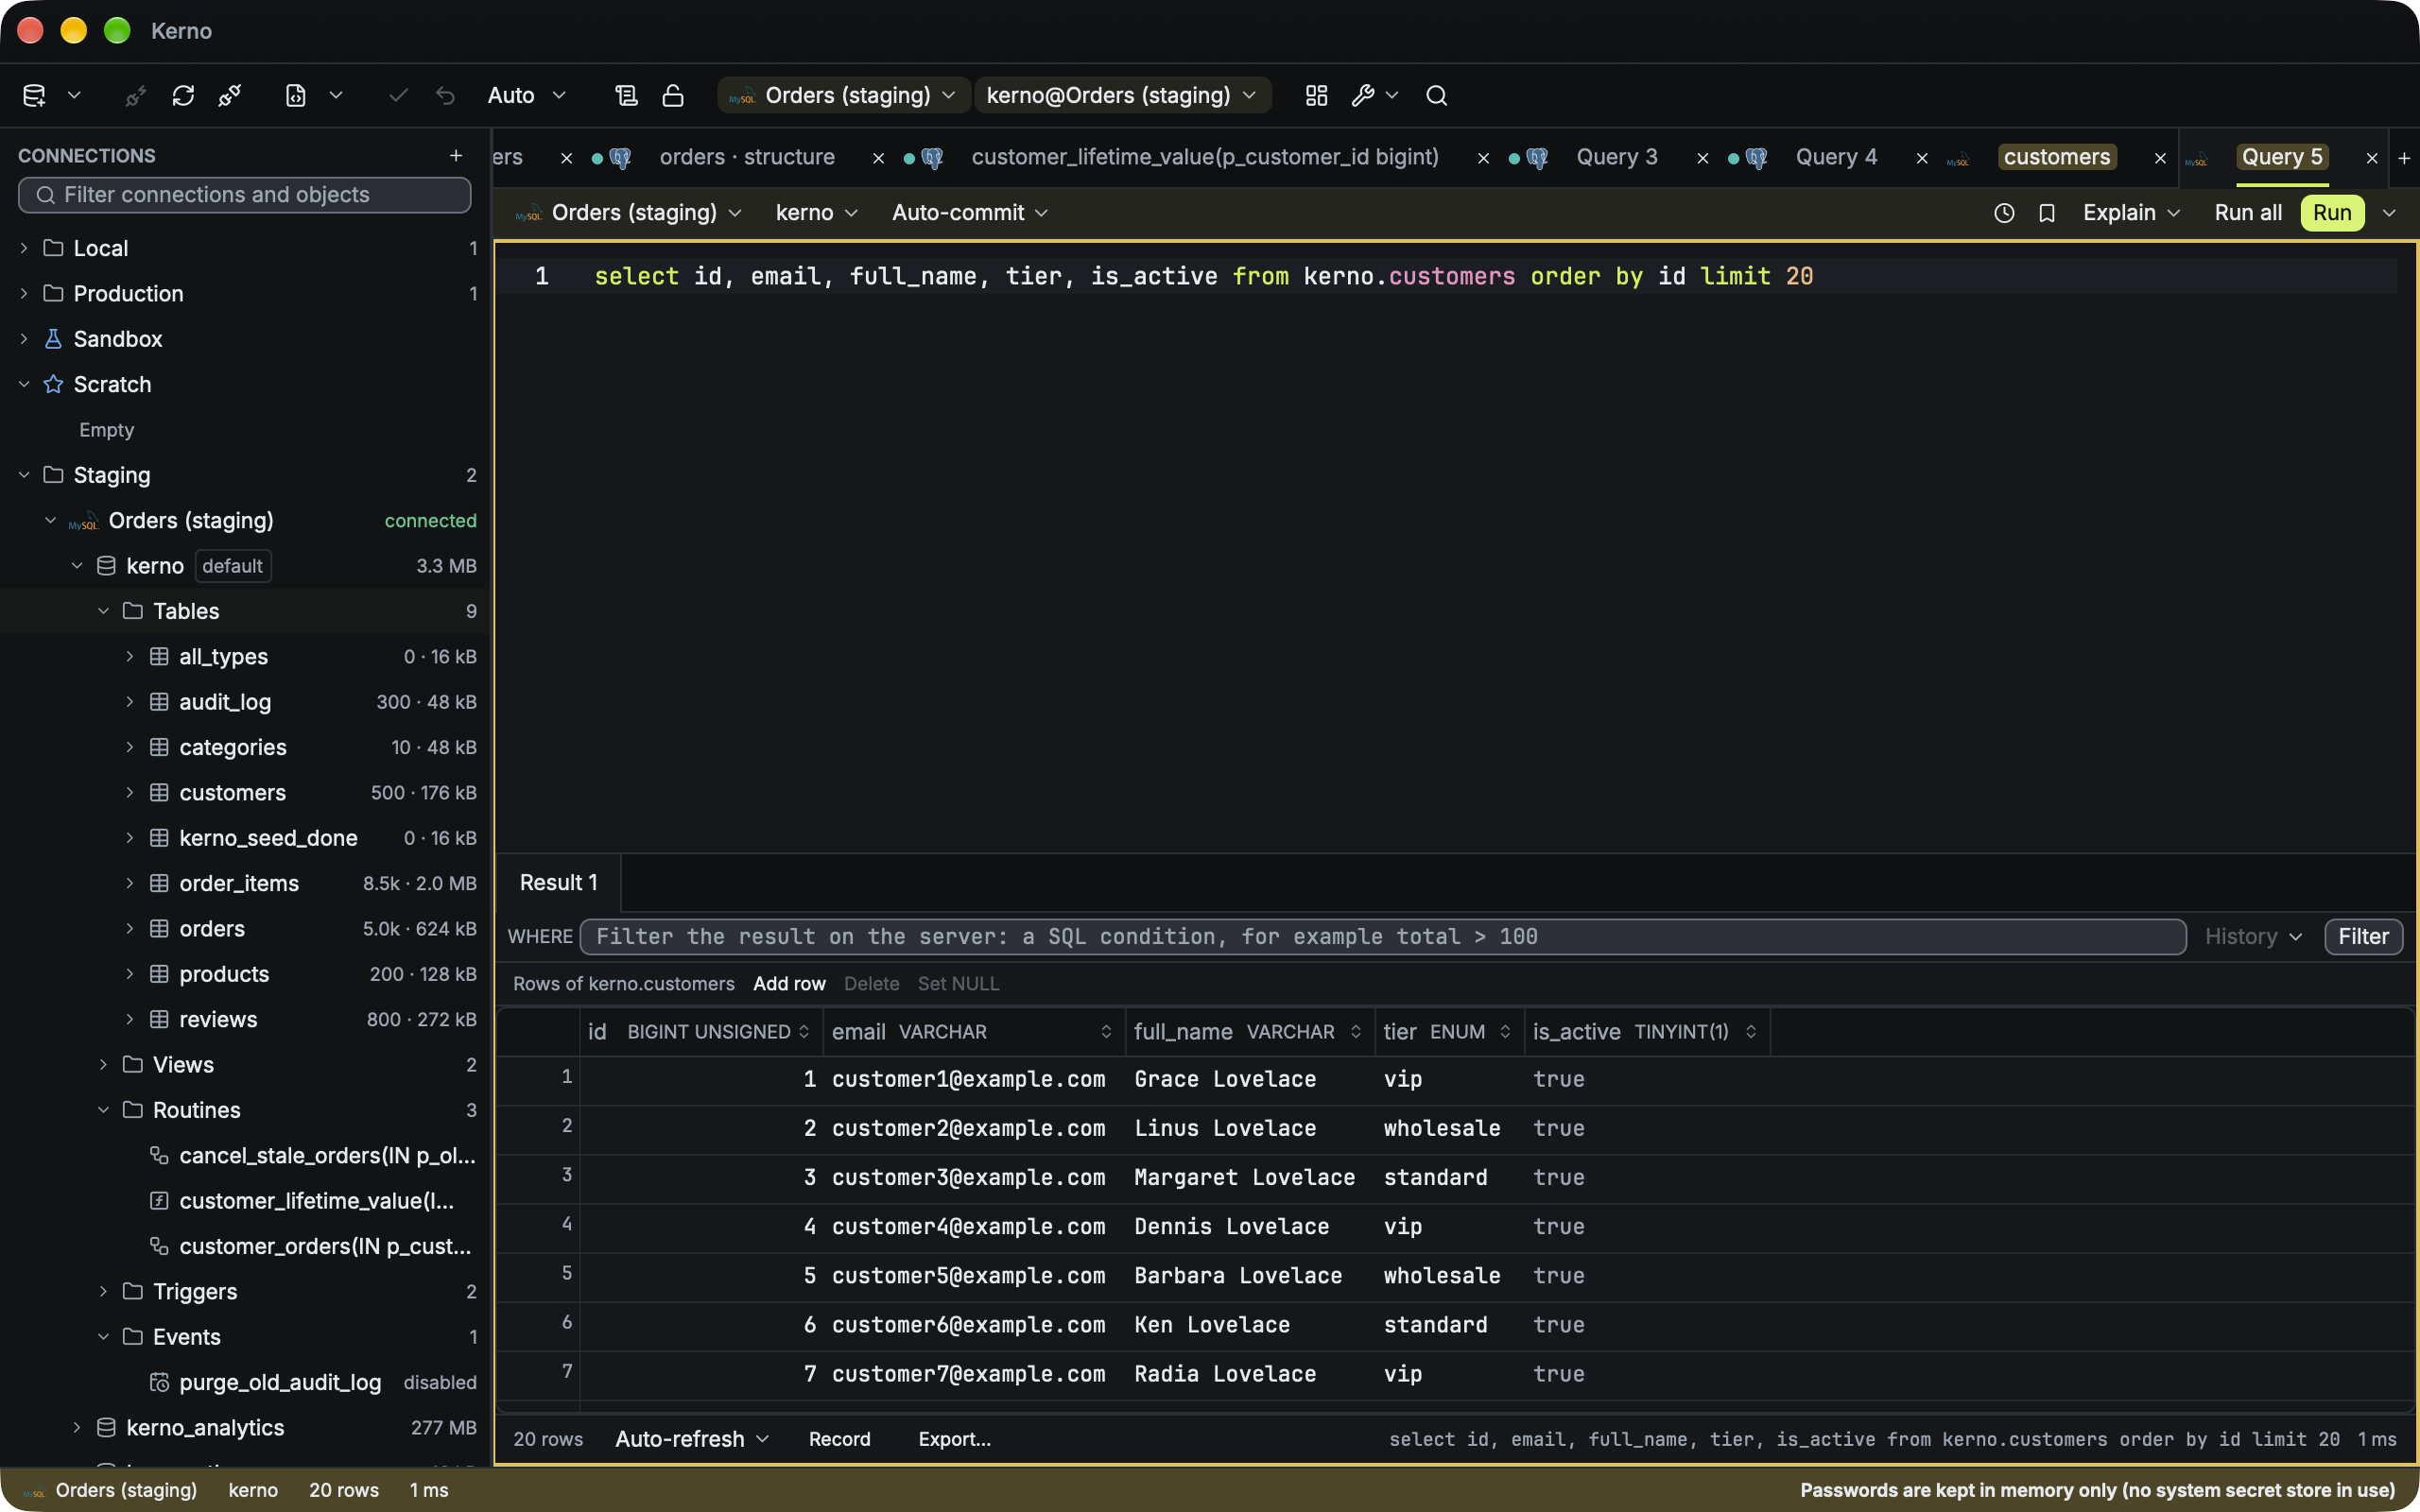 Kerno
Auto
MySQL Orders (staging)
kerno@Orders (staging)
CONNECTIONS
Filter connections and objects
Local 1
Production 1
Sandbox
Scratch
Empty
Staging 2
MySQL Orders (staging) connected
kerno default 3.3 MB
Tables 9
all_types 0 · 16 kB
audit_log 300 · 48 kB
categories 10 · 48 kB
customers 500 · 176 kB
kerno_seed_done 0 · 16 kB
order_items 8.5k · 2.0 MB
orders 5.0k · 624 kB
products 200 · 128 kB
reviews 800 · 272 kB
Views 2
Routines 3
cancel_stale_orders(IN p_ol...
customer_lifetime_value(I...
customer_orders(IN p_cust...
Triggers 2
Events 1
purge_old_audit_log disabled
kerno_analytics 277 MB
ers
orders · structure
customer_lifetime_value(p_customer_id bigint)
Query 3
Query 4
MySQL customers
MySQL Query 5
MySQL Orders (staging) kerno Auto-commit Explain Run all Run
1 select id, email, full_name, tier, is_active from kerno.customers order by id limit 20
Result 1
WHERE Filter the result on the server: a SQL condition, for example total > 100 History Filter
Rows of kerno.customers Add row Delete Set NULL
id BIGINT UNSIGNED email VARCHAR full_name VARCHAR tier ENUM is_active TINYINT(1)
1 1 customer1@example.com Grace Lovelace vip true
2 2 customer2@example.com Linus Lovelace wholesale true
3 3 customer3@example.com Margaret Lovelace standard true
4 4 customer4@example.com Dennis Lovelace vip true
5 5 customer5@example.com Barbara Lovelace wholesale true
6 6 customer6@example.com Ken Lovelace standard true
7 7 customer7@example.com Radia Lovelace vip true
20 rows Auto-refresh Record Export... select id, email, full_name, tier, is_active from kerno.customers order by id limit 20 1 ms
MySQL Orders (staging) kerno 20 rows 1 ms Passwords are kept in memory only (no system secret store in use)